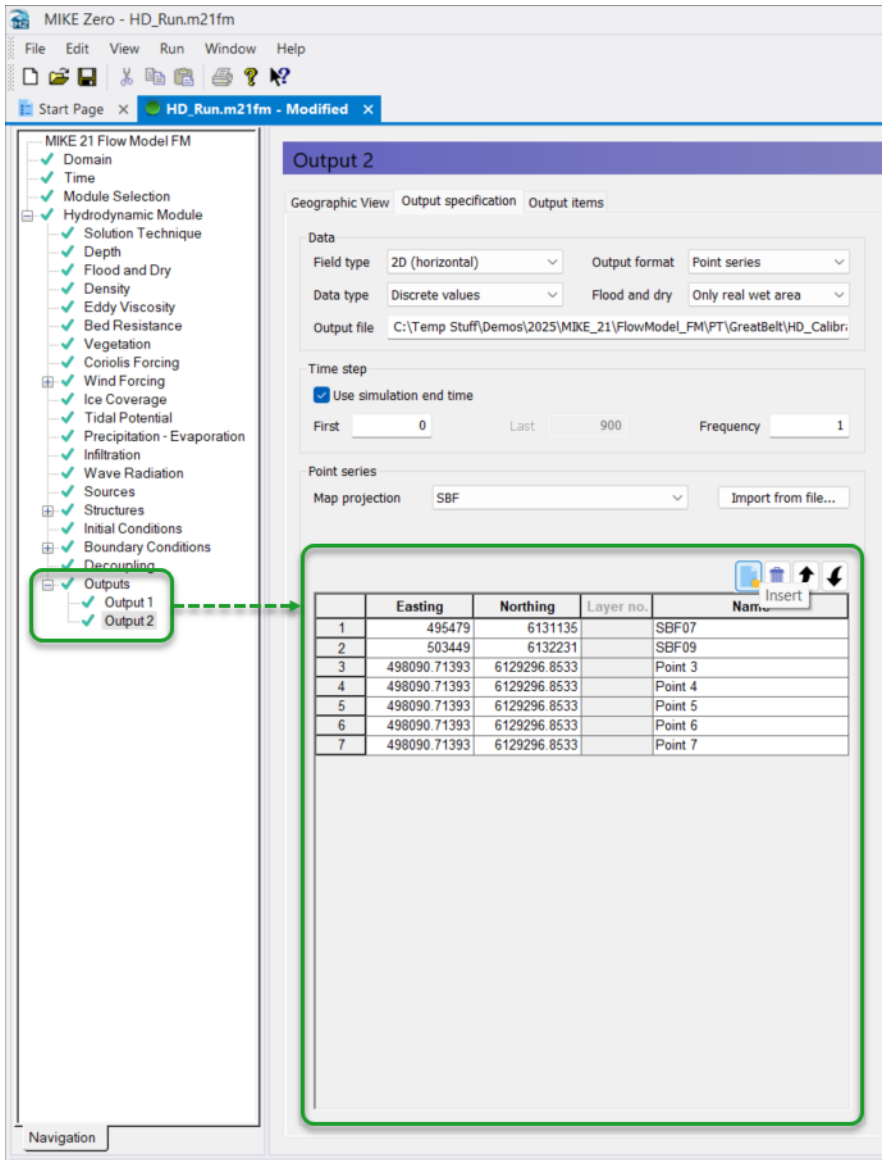 MIKE Zero - HD_Run.m21fm
File Edit View Run Window Help
Start Page HD_Run.m21fm - Modified
MIKE 21 Flow Model FM
Domain
Time
Module Selection
Hydrodynamic Module
Solution Technique
Depth
Flood and Dry
Density
Eddy Viscosity
Bed Resistance
Vegetation
Coriolis Forcing
Wind Forcing
Ice Coverage
Tidal Potential
Precipitation - Evaporation
Infiltration
Wave Radiation
Sources
Structures
Initial Conditions
Boundary Conditions
Decoupling
Outputs
Output 1
Output 2
Navigation
Output 2
Geographic View Output specification Output items
Data
Field type 2D (horizontal) Output format Point series
Data type Discrete values Flood and dry Only real wet area
Output file C:\Temp Stuff\Demos\2025\MIKE_21\FlowModel_FM\PT\GreatBelt\HD_Calibr
Time step
Use simulation end time
First 0 Last 900 Frequency 1
Point series
Map projection SBF Import from file...
Insert
Easting Northing Layer no. Name
1 495479 6131135 SBF07
2 503449 6132231 SBF09
3 498090.71393 6129296.8533 Point 3
4 498090.71393 6129296.8533 Point 4
5 498090.71393 6129296.8533 Point 5
6 498090.71393 6129296.8533 Point 6
7 498090.71393 6129296.8533 Point 7